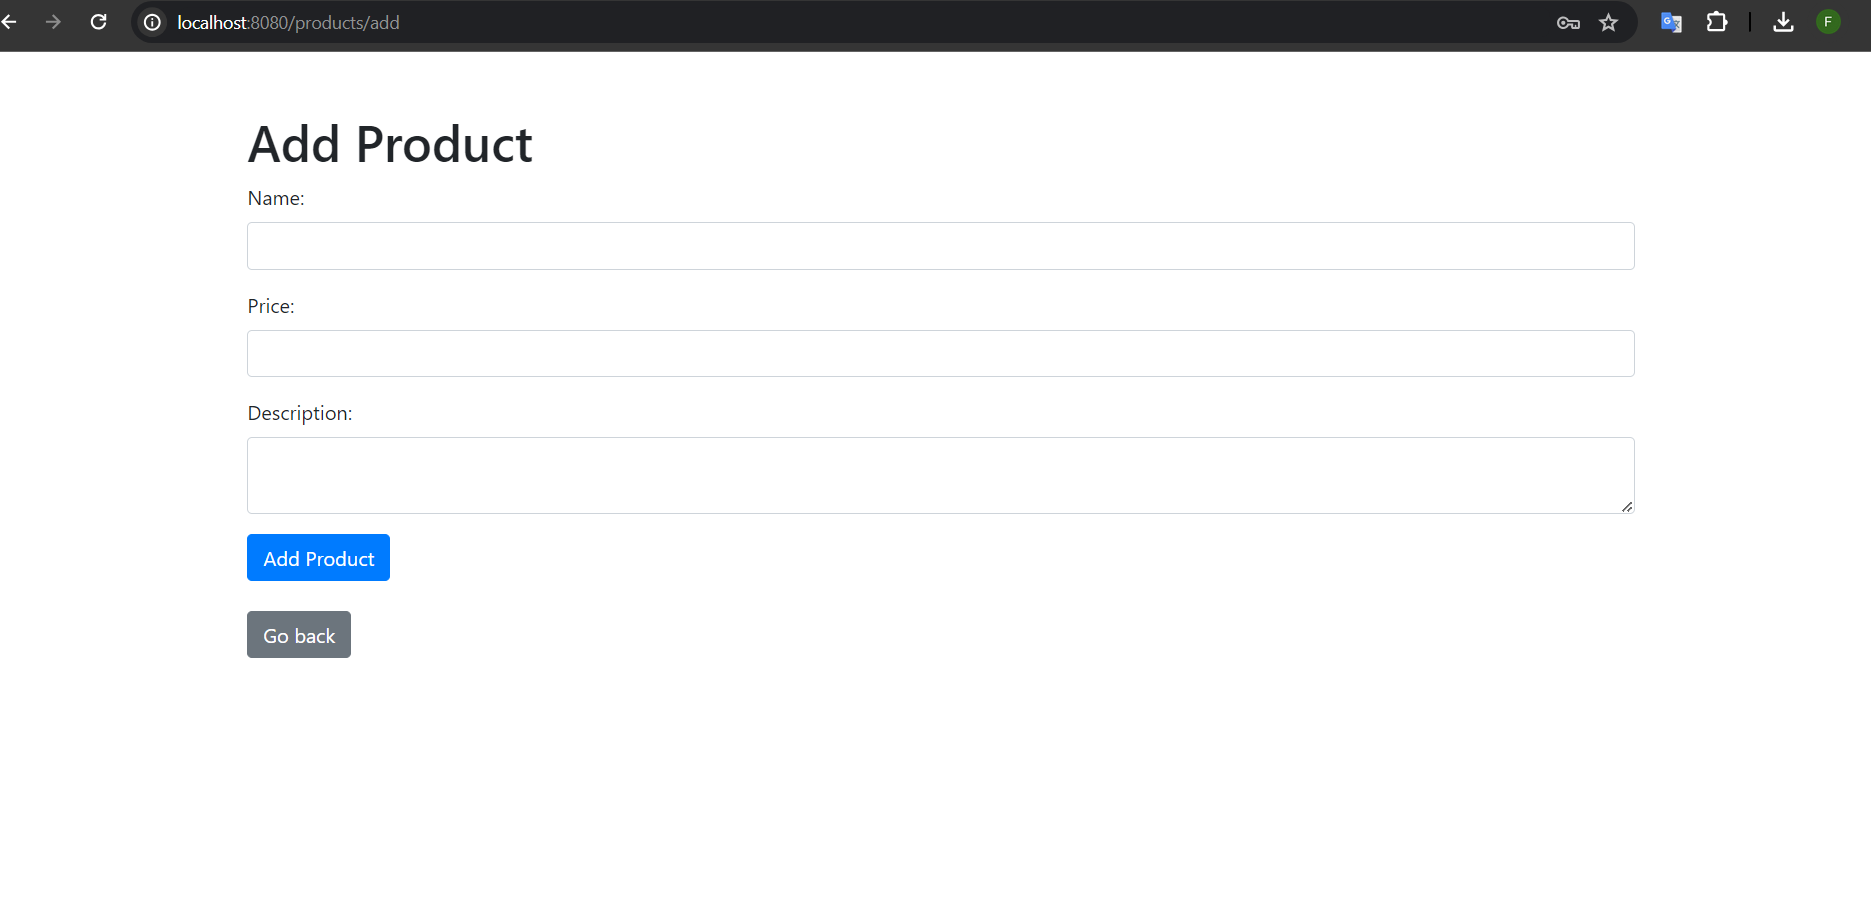 localhost:8080/products/add
F
Add Product
Name:
Price:
Description:
Add Product
Go back